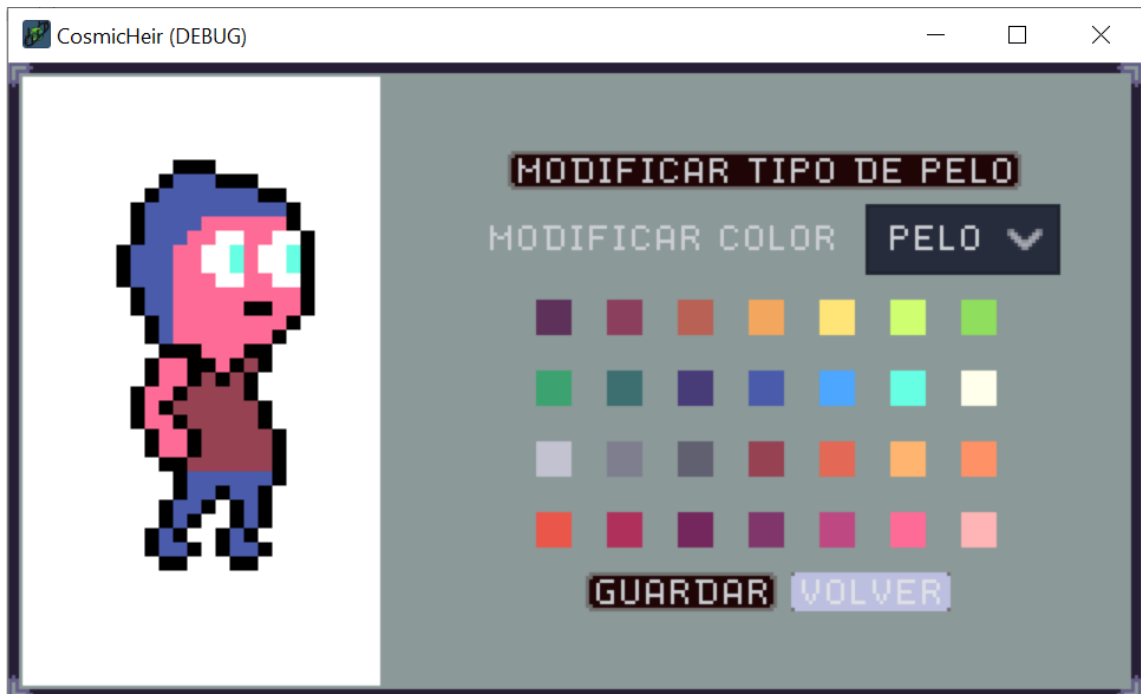 CosmicHeir (DEBUG)
MODIFICAR TIPO DE PELO
MODIFICAR COLOR PELO
GUARDAR VOLVER